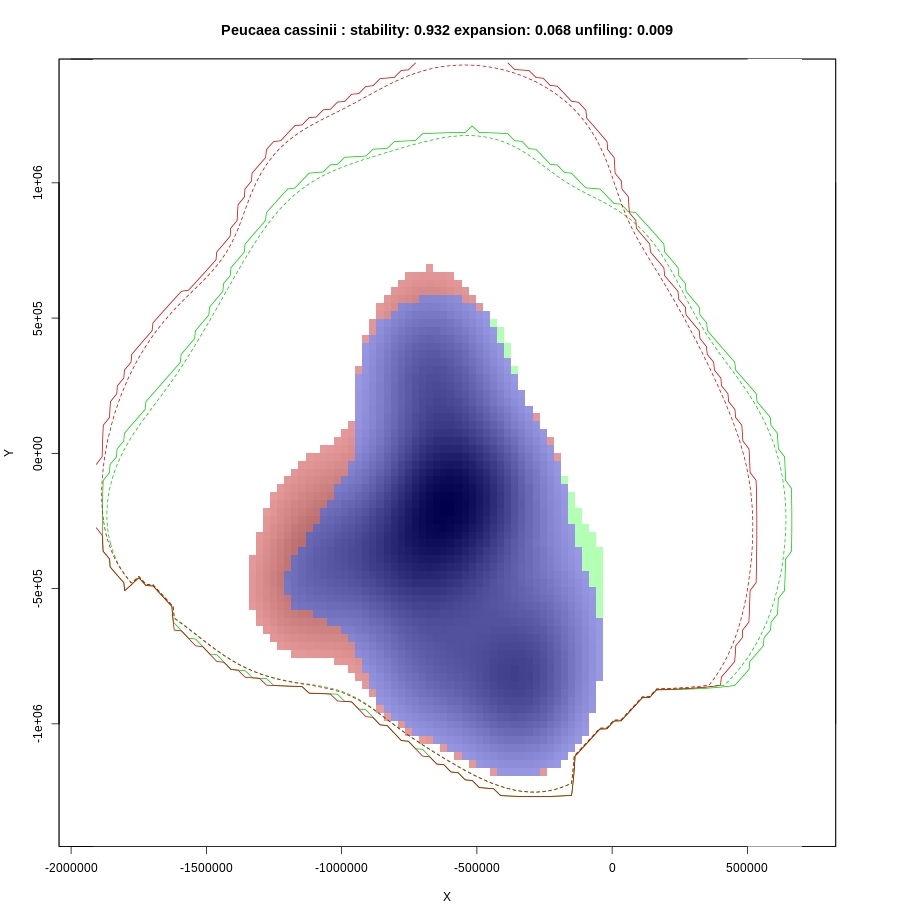 Peucaea cassinii : stability: 0.932 expansion: 0.068 unfiling: 0.009
1e+06
5e+05
0e+00
-5e+05
-1e+06
Y
-2000000 -1500000 -1000000 -500000 0 500000
X